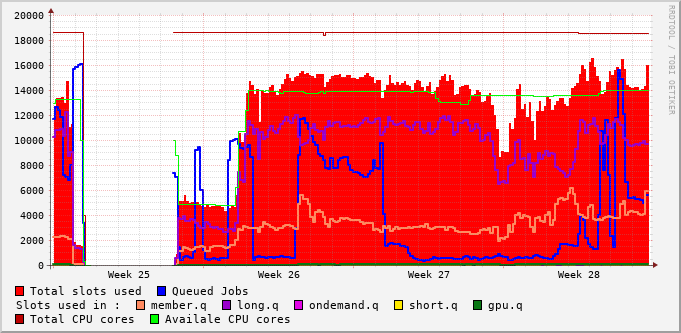 20000
18000
16000
14000
12000
10000
8000
6000
4000
2000
0
Week 25 Week 26 Week 27 Week 28
Total slots used Queued Jobs
Slots used in : member.q long.q ondemand.q short.q gpu.q
Total CPU cores Availale CPU cores
RRDTOOL / TOBI OETIKER